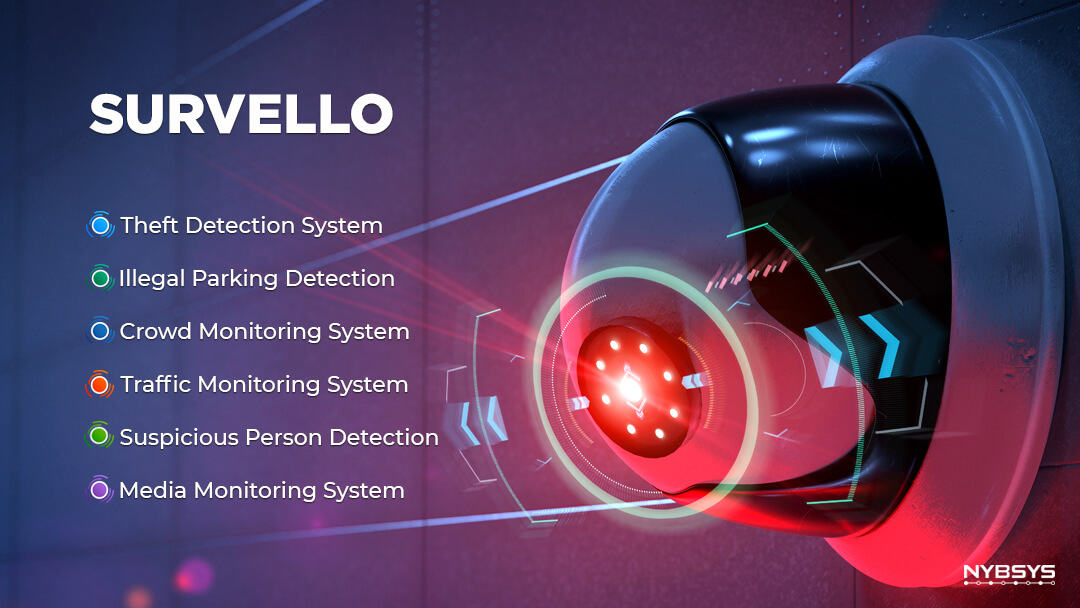 SURVELLO
Theft Detection System
Illegal Parking Detection
Crowd Monitoring System
Traffic Monitoring System
Suspicious Person Detection
Media Monitoring System
NYBSYS